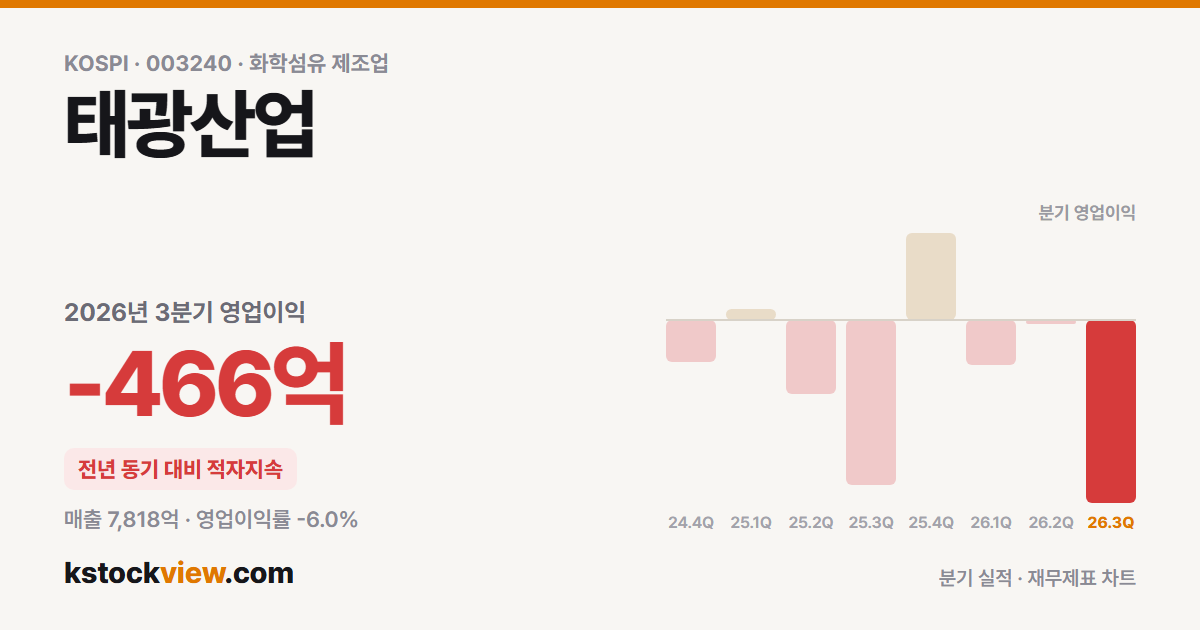 KOSPI · 003240 · 화학섬유 제조업
태광산업
분기 영업이익
2026년 3분기 영업이익
-466억
전년 동기 대비 적자지속
매출 7,818억 · 영업이익률 -6.0%
24.4Q 25.1Q 25.2Q 25.3Q 25.4Q 26.1Q 26.2Q 26.3Q
kstockview.com
분기 실적 · 재무제표 차트